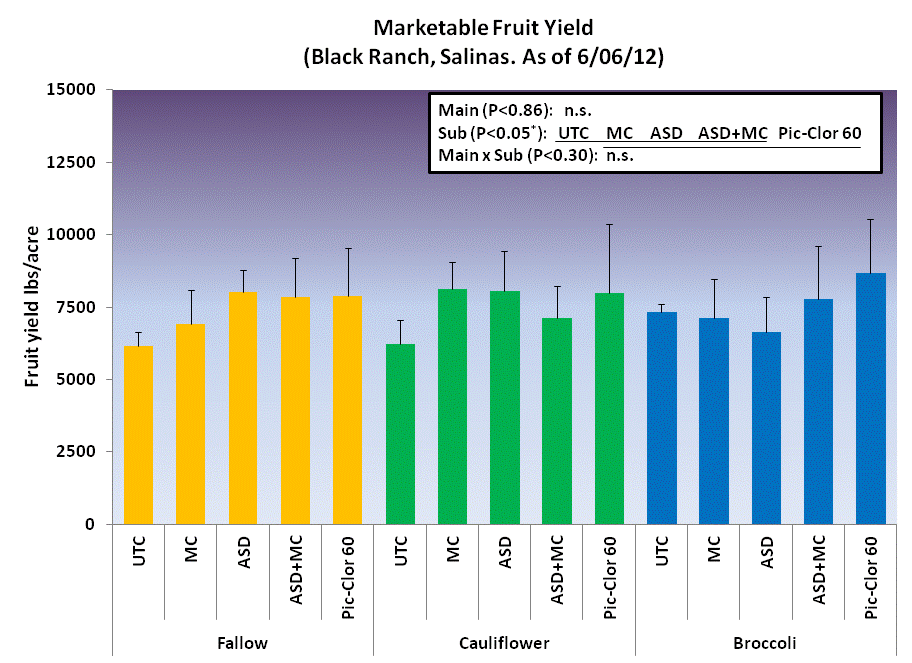 Marketable Fruit Yield
(Black Ranch, Salinas. As of 6/06/12)
15000
12500
10000
7500
5000
2500
0
Fruit yield lbs/acre
Main (P<0.86): n.s.
Sub (P<0.05*): UTC MC ASD ASD+MC Pic-Clor 60
Main x Sub (P<0.30): n.s.
UTC
MC
ASD
ASD+MC
Pic-Clor 60
UTC
MC
ASD
ASD+MC
Pic-Clor 60
UTC
MC
ASD
ASD+MC
Pic-Clor 60
Fallow
Cauliflower
Broccoli